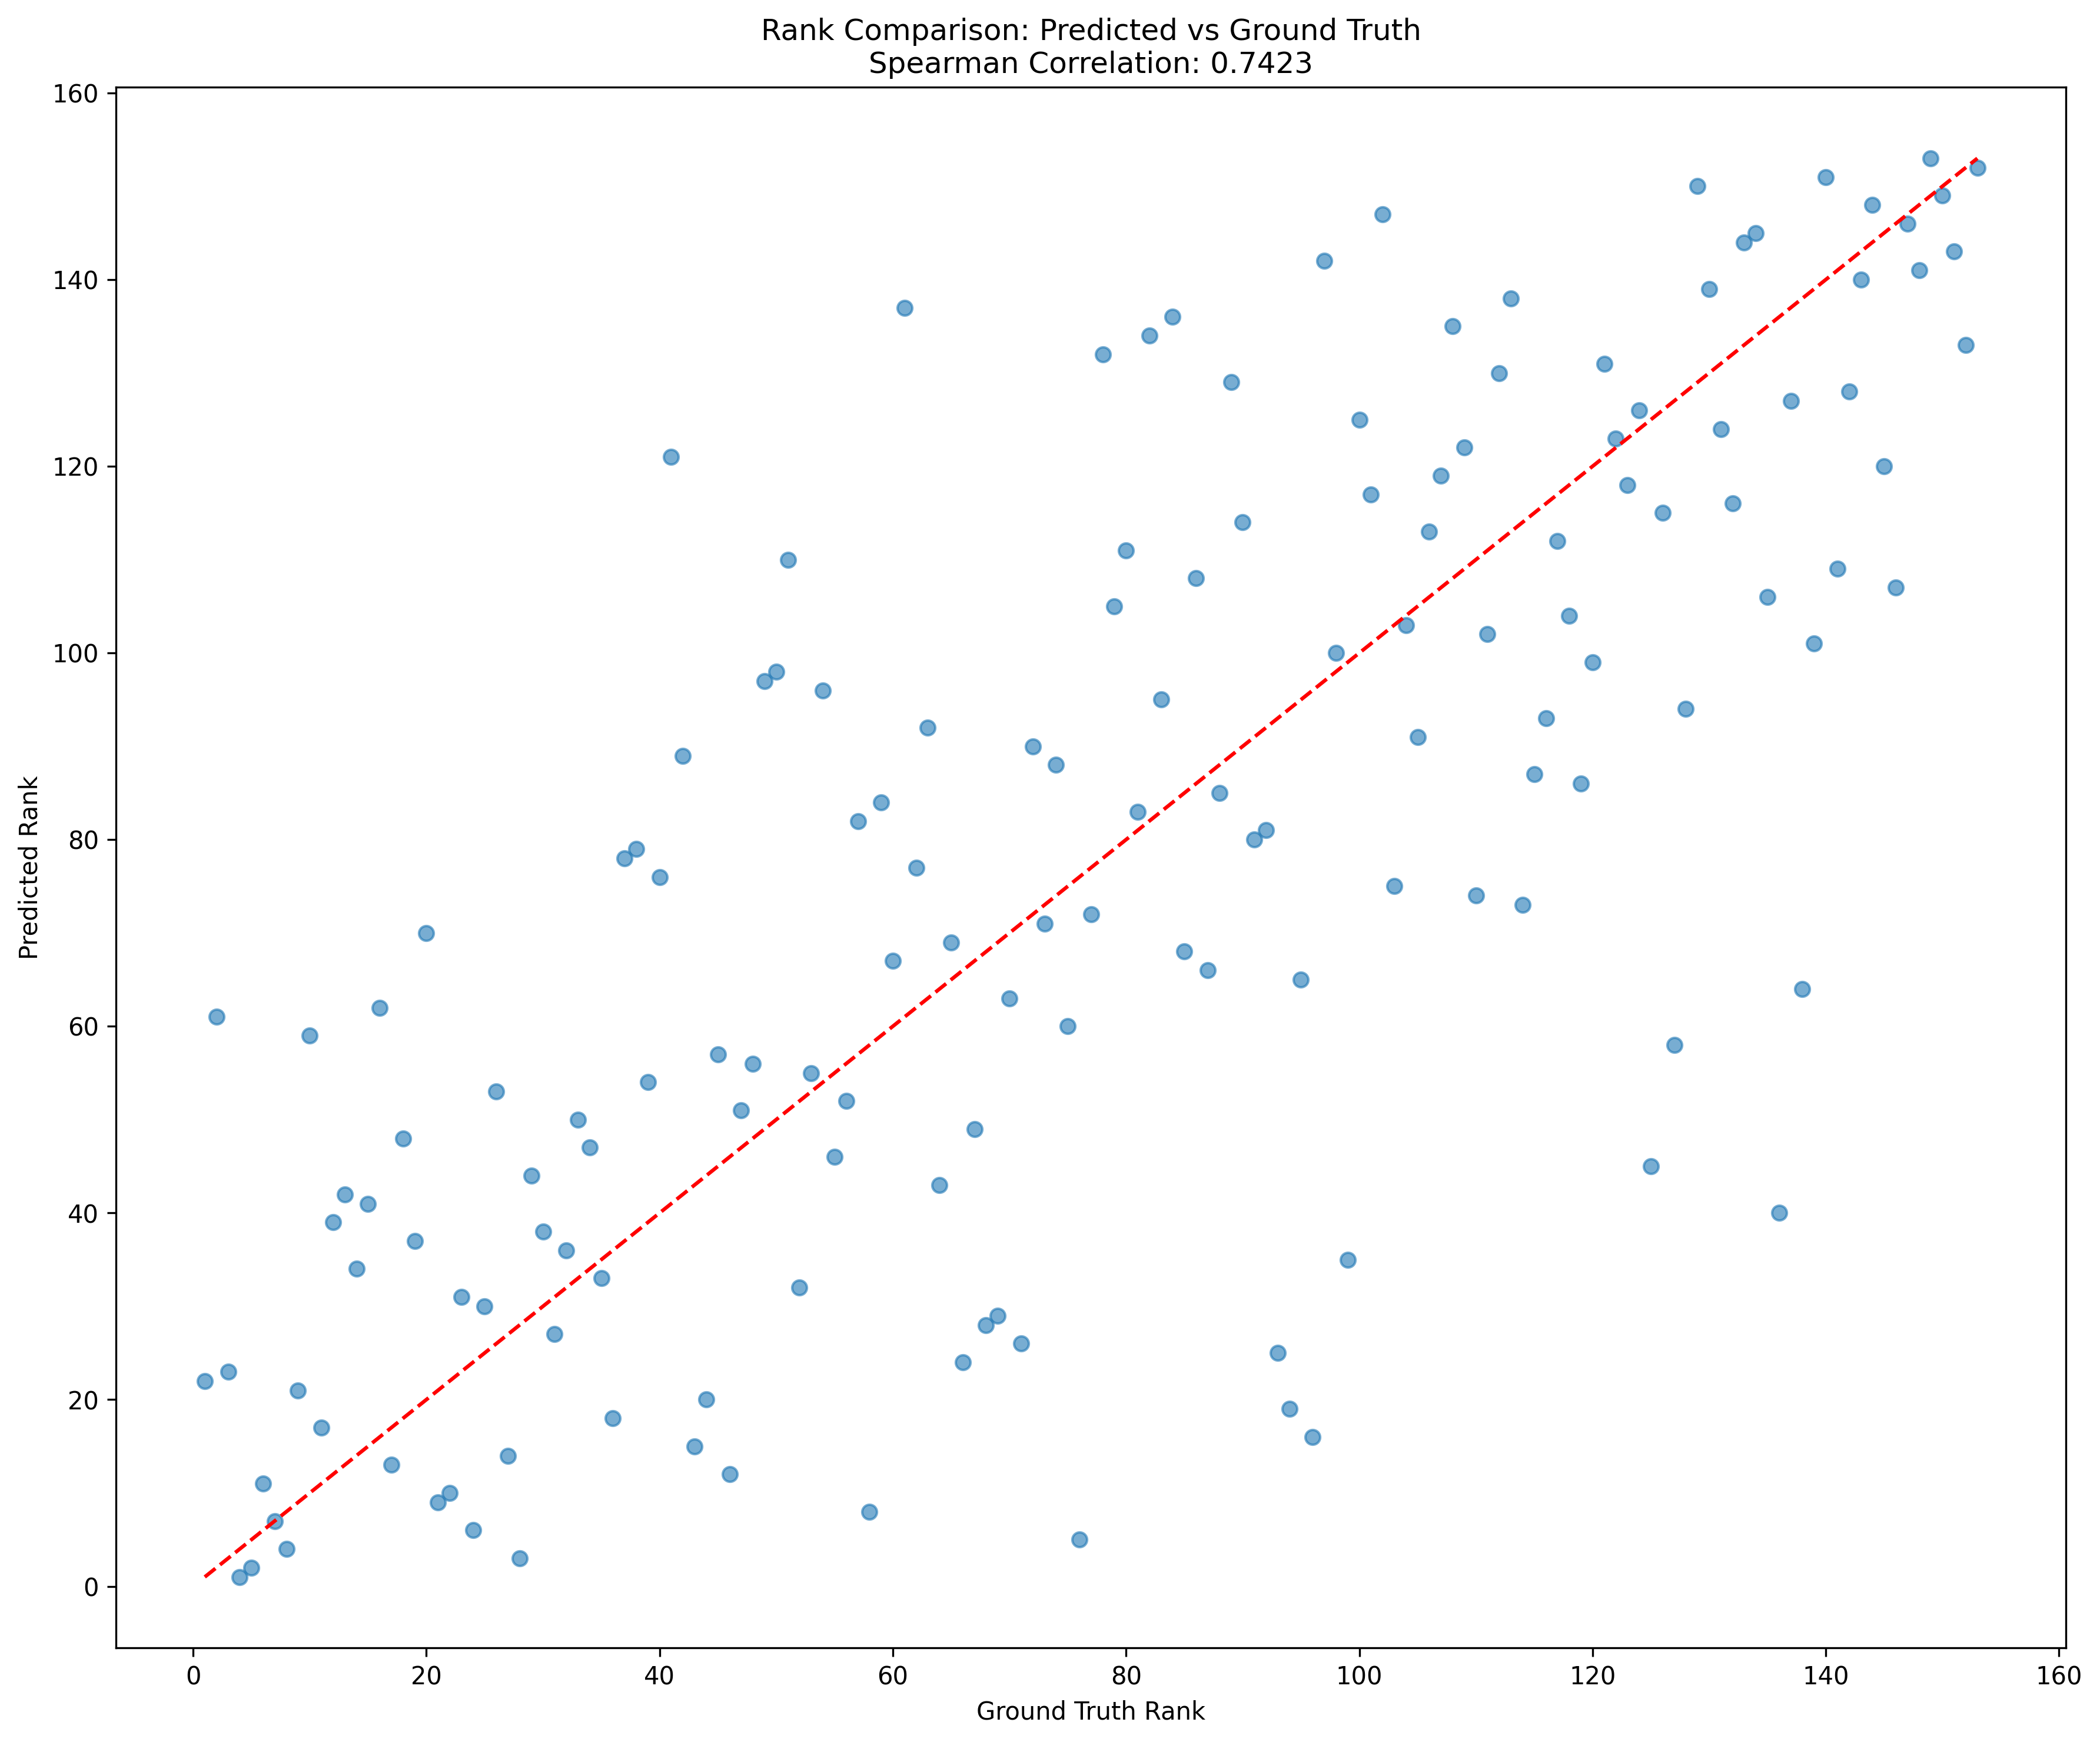 Rank Comparison: Predicted vs Ground Truth
Spearman Correlation: 0.7423
160
140
120
100
80
60
40
20
0
Predicted Rank
0 20 40 60 80 100 120 140 160
Ground Truth Rank